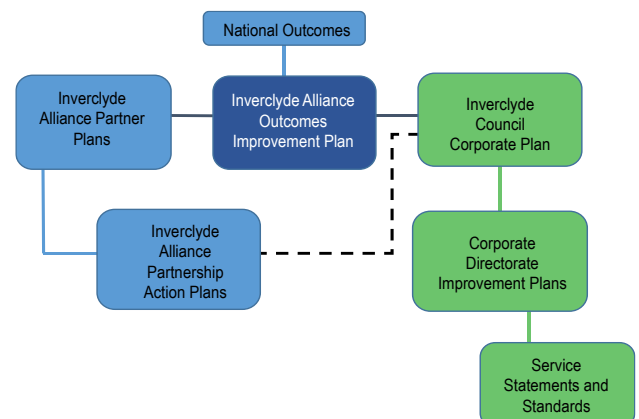 National Outcomes
Inverclyde
Alliance Partner
Plans
Inverclyde Alliance
Outcomes
Improvement Plan
Inverclyde
Council
Corporate Plan
Inverclyde
Alliance
Partnership
Action Plans
Corporate
Directorate
Improvement Plans
Service
Statements and
Standards